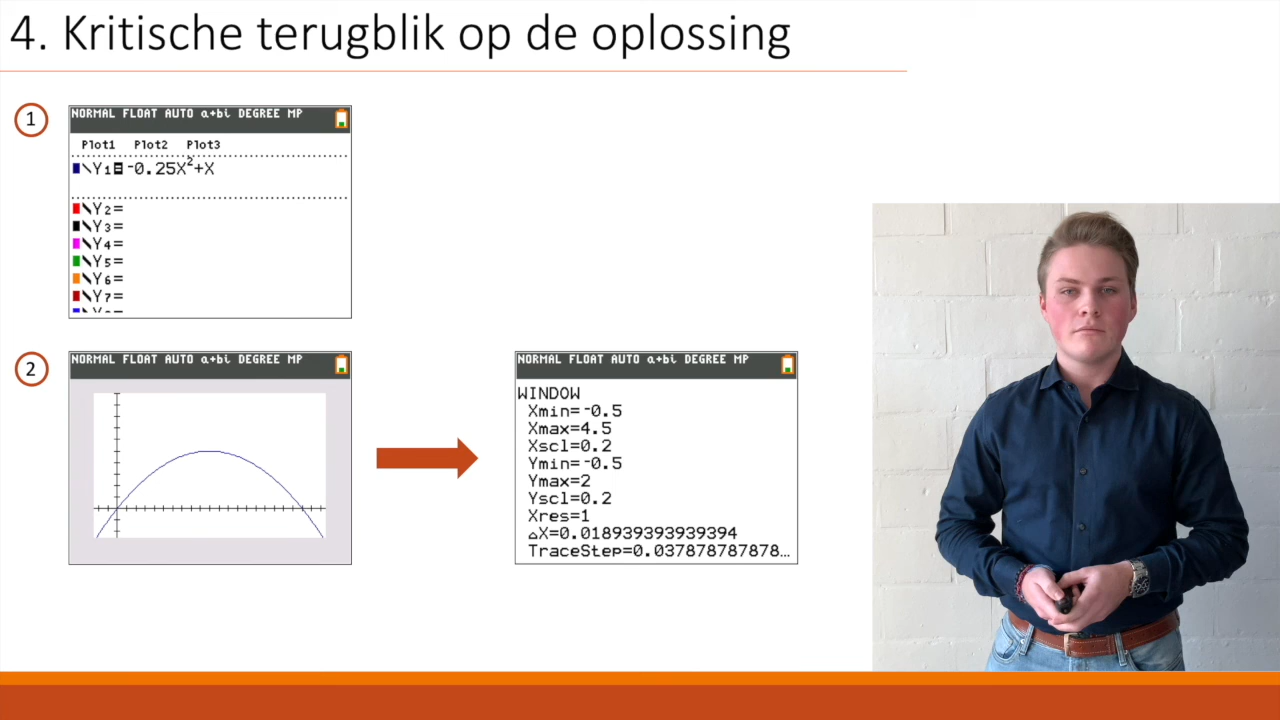 4. Kritische terugblik op de oplossing
1
NORMAL FLOAT AUTO a+bi DEGREE MP
Plot1 Plot2 Plot3
\Y1=-0.25X²+X
\Y2=
\Y3=
\Y4=
\Y5=
\Y6=
\Y7=
2
NORMAL FLOAT AUTO a+bi DEGREE MP
NORMAL FLOAT AUTO a+bi DEGREE MP
WINDOW
Xmin=-0.5
Xmax=4.5
Xscl=0.2
Ymin=-0.5
Ymax=2
Yscl=0.2
Xres=1
△X=0.018939393939394
TraceStep=0.037878787878…